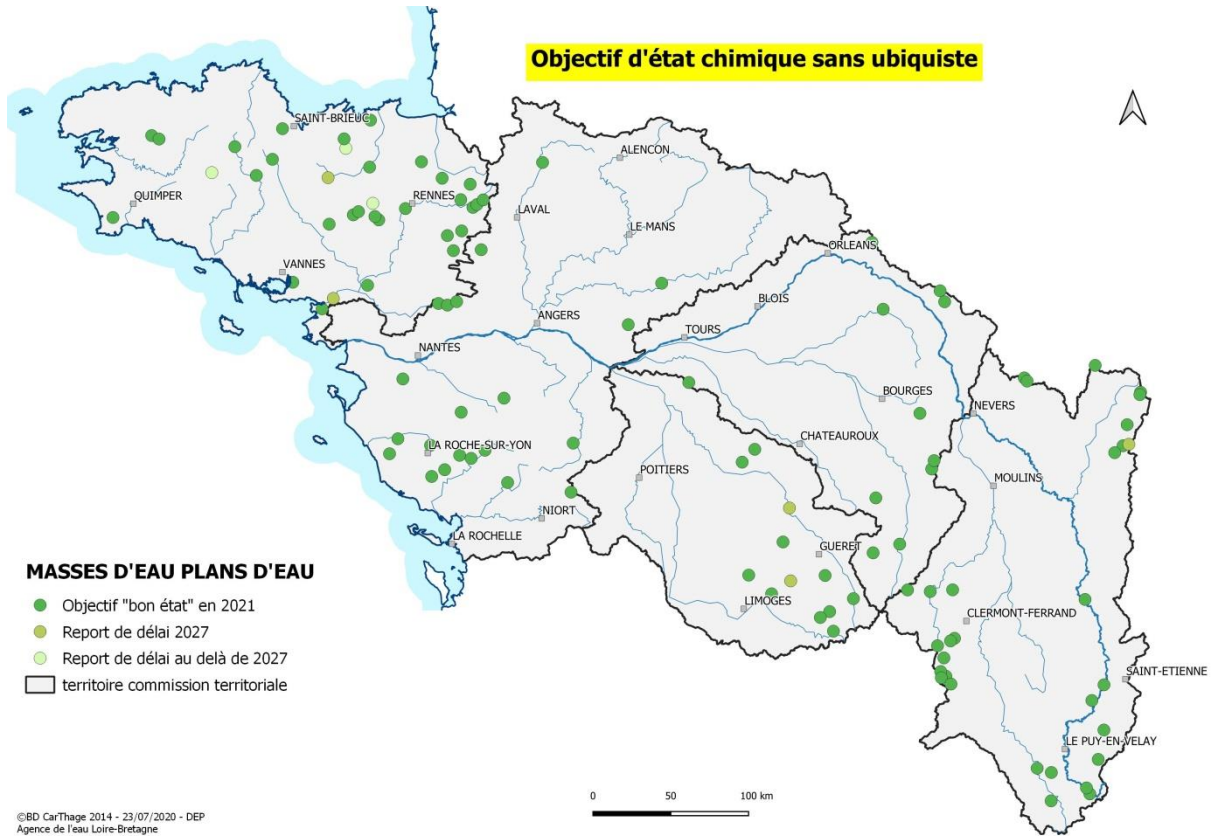 Objectif d'état chimique sans ubiquiste
SAINT-BRIEUC
ALENCON
QUIMPER
RENNES
LAVAL
LE MANS
ORLEANS
VANNES
BLOIS
ANGERS
TOURS
NANTES
BOURGES
NEVERS
CHATEAUROUX
LA ROCHE-SUR-YON
POITIERS
MOULINS
NIORT
LA ROCHELLE
GUERET
MASSES D'EAU PLANS D'EAU
Objectif "bon état" en 2021
Report de délai 2027
Report de délai au delà de 2027
territoire commission territoriale
LIMOGES
CLERMONT-FERRAND
SAINT-ETIENNE
LE PUY-EN-VELAY
0 50 100 km
©BD CarThage 2014 - 23/07/2020 - DEP
Agence de l'eau Loire-Bretagne